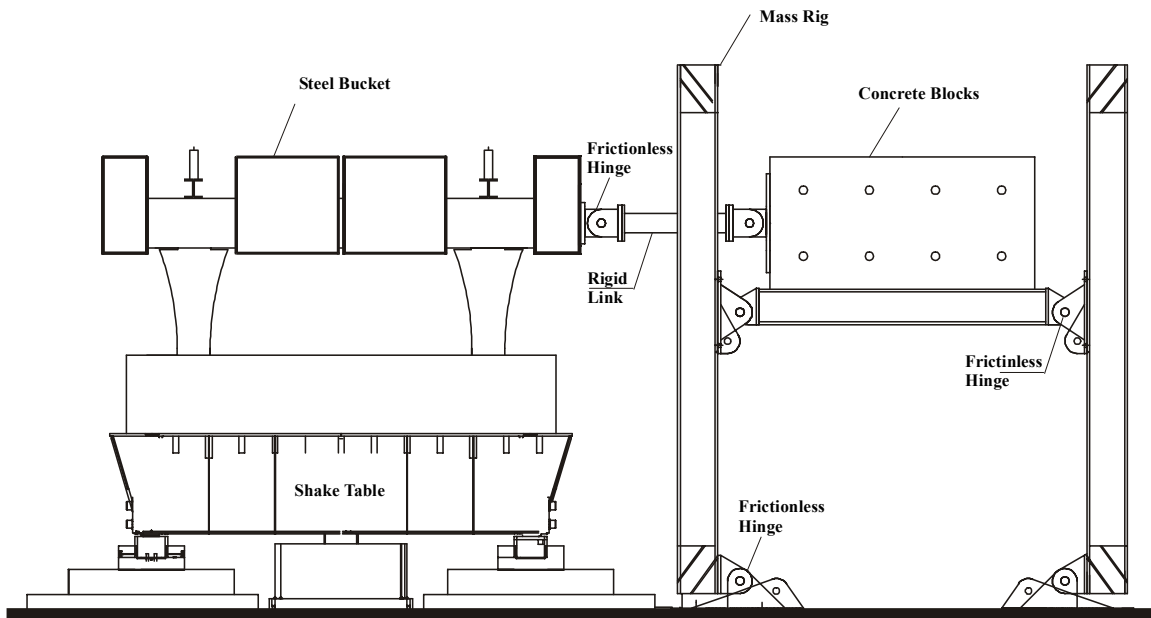 Mass Rig
Steel Bucket
Concrete Blocks
Frictionless
Hinge
Rigid
Link
Frictinless
Hinge
Shake Table
Frictionless
Hinge